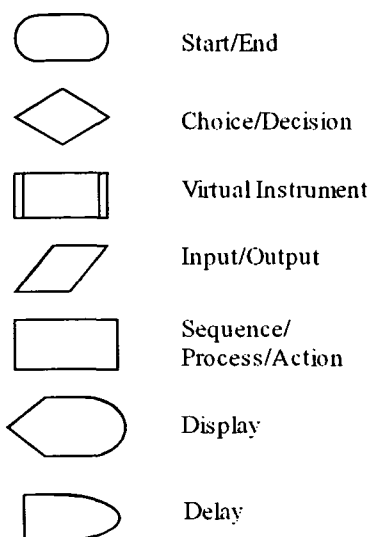 Start/End
Choice/Decision
Virtual Instrument
Input/Output
Sequence/
Process/Action
Display
Delay